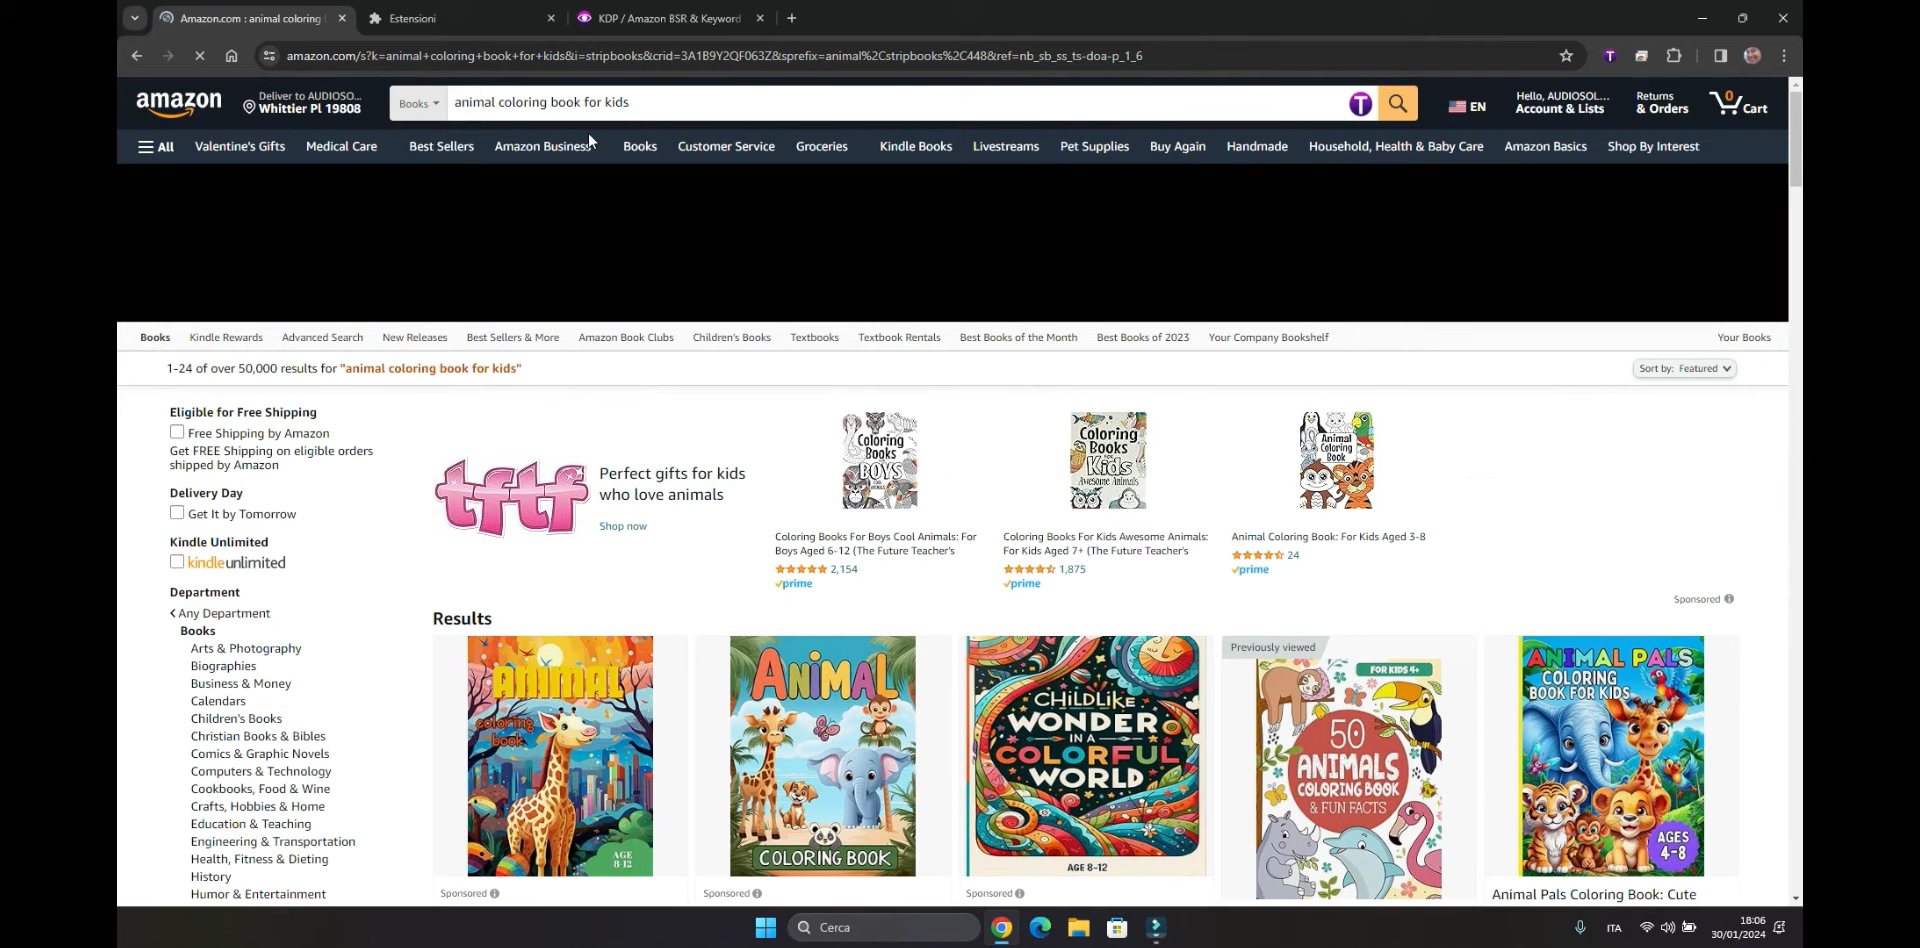 Amazon.com : animal coloring
Estensioni
KDP / Amazon BSR & Keyword
amazon.com/s?k=animal+coloring+book+for+kids&i=stripbooks&crid=3A1B9Y2QF063Z&sprefix=animal%2Cstripbooks%2C448&ref=nb_sb_ss_ts-doa-p_1_6
amazon
Deliver to AUDIOSO...
Whittier Pl 19808
Books
animal coloring book for kids
T
EN
Hello, AUDIOSOL...
Account & Lists
Returns
& Orders
0
Cart
All
Valentine's Gifts
Medical Care
Best Sellers
Amazon Business
Books
Customer Service
Groceries
Kindle Books
Livestreams
Pet Supplies
Buy Again
Handmade
Household, Health & Baby Care
Amazon Basics
Shop By Interest
Books
Kindle Rewards
Advanced Search
New Releases
Best Sellers & More
Amazon Book Clubs
Children's Books
Textbooks
Textbook Rentals
Best Books of the Month
Best Books of 2023
Your Company Bookshelf
Your Books
1-24 of over 50,000 results for "animal coloring book for kids"
Sort by: Featured
Eligible for Free Shipping
Free Shipping by Amazon
Get FREE Shipping on eligible orders
shipped by Amazon
Delivery Day
Get It by Tomorrow
Kindle Unlimited
kindleunlimited
Department
Any Department
Books
Arts & Photography
Biographies
Business & Money
Calendars
Children's Books
Christian Books & Bibles
Comics & Graphic Novels
Computers & Technology
Cookbooks, Food & Wine
Crafts, Hobbies & Home
Education & Teaching
Engineering & Transportation
Health, Fitness & Dieting
History
Humor & Entertainment
tftf
Perfect gifts for kids
who love animals
Shop now
Coloring
Books
BOYS
Coloring Books For Boys Cool Animals: For
Boys Aged 6-12 (The Future Teacher's
2,154
prime
Coloring
Books
Kids
Awesome Animals
Coloring Books For Kids Awesome Animals:
For Kids Aged 7+ (The Future Teacher's
1,875
prime
Animal
Coloring
Book
Animal Coloring Book: For Kids Aged 3-8
24
prime
Sponsored
Results
ANIMAL
coloring
book
AGE
8-12
Sponsored
ANIMAL
COLORING BOOK
Sponsored
CHILDLIKE
WONDER
IN A
COLORFUL
WORLD
AGE 8-12
Sponsored
Previously viewed
FOR KIDS 4+
50
ANIMALS
COLORING BOOK
& FUN FACTS
ANIMAL PALS
COLORING
BOOK FOR KIDS
AGES
4-8
Animal Pals Coloring Book: Cute
Cerca
ITA
18:06
30/01/2024